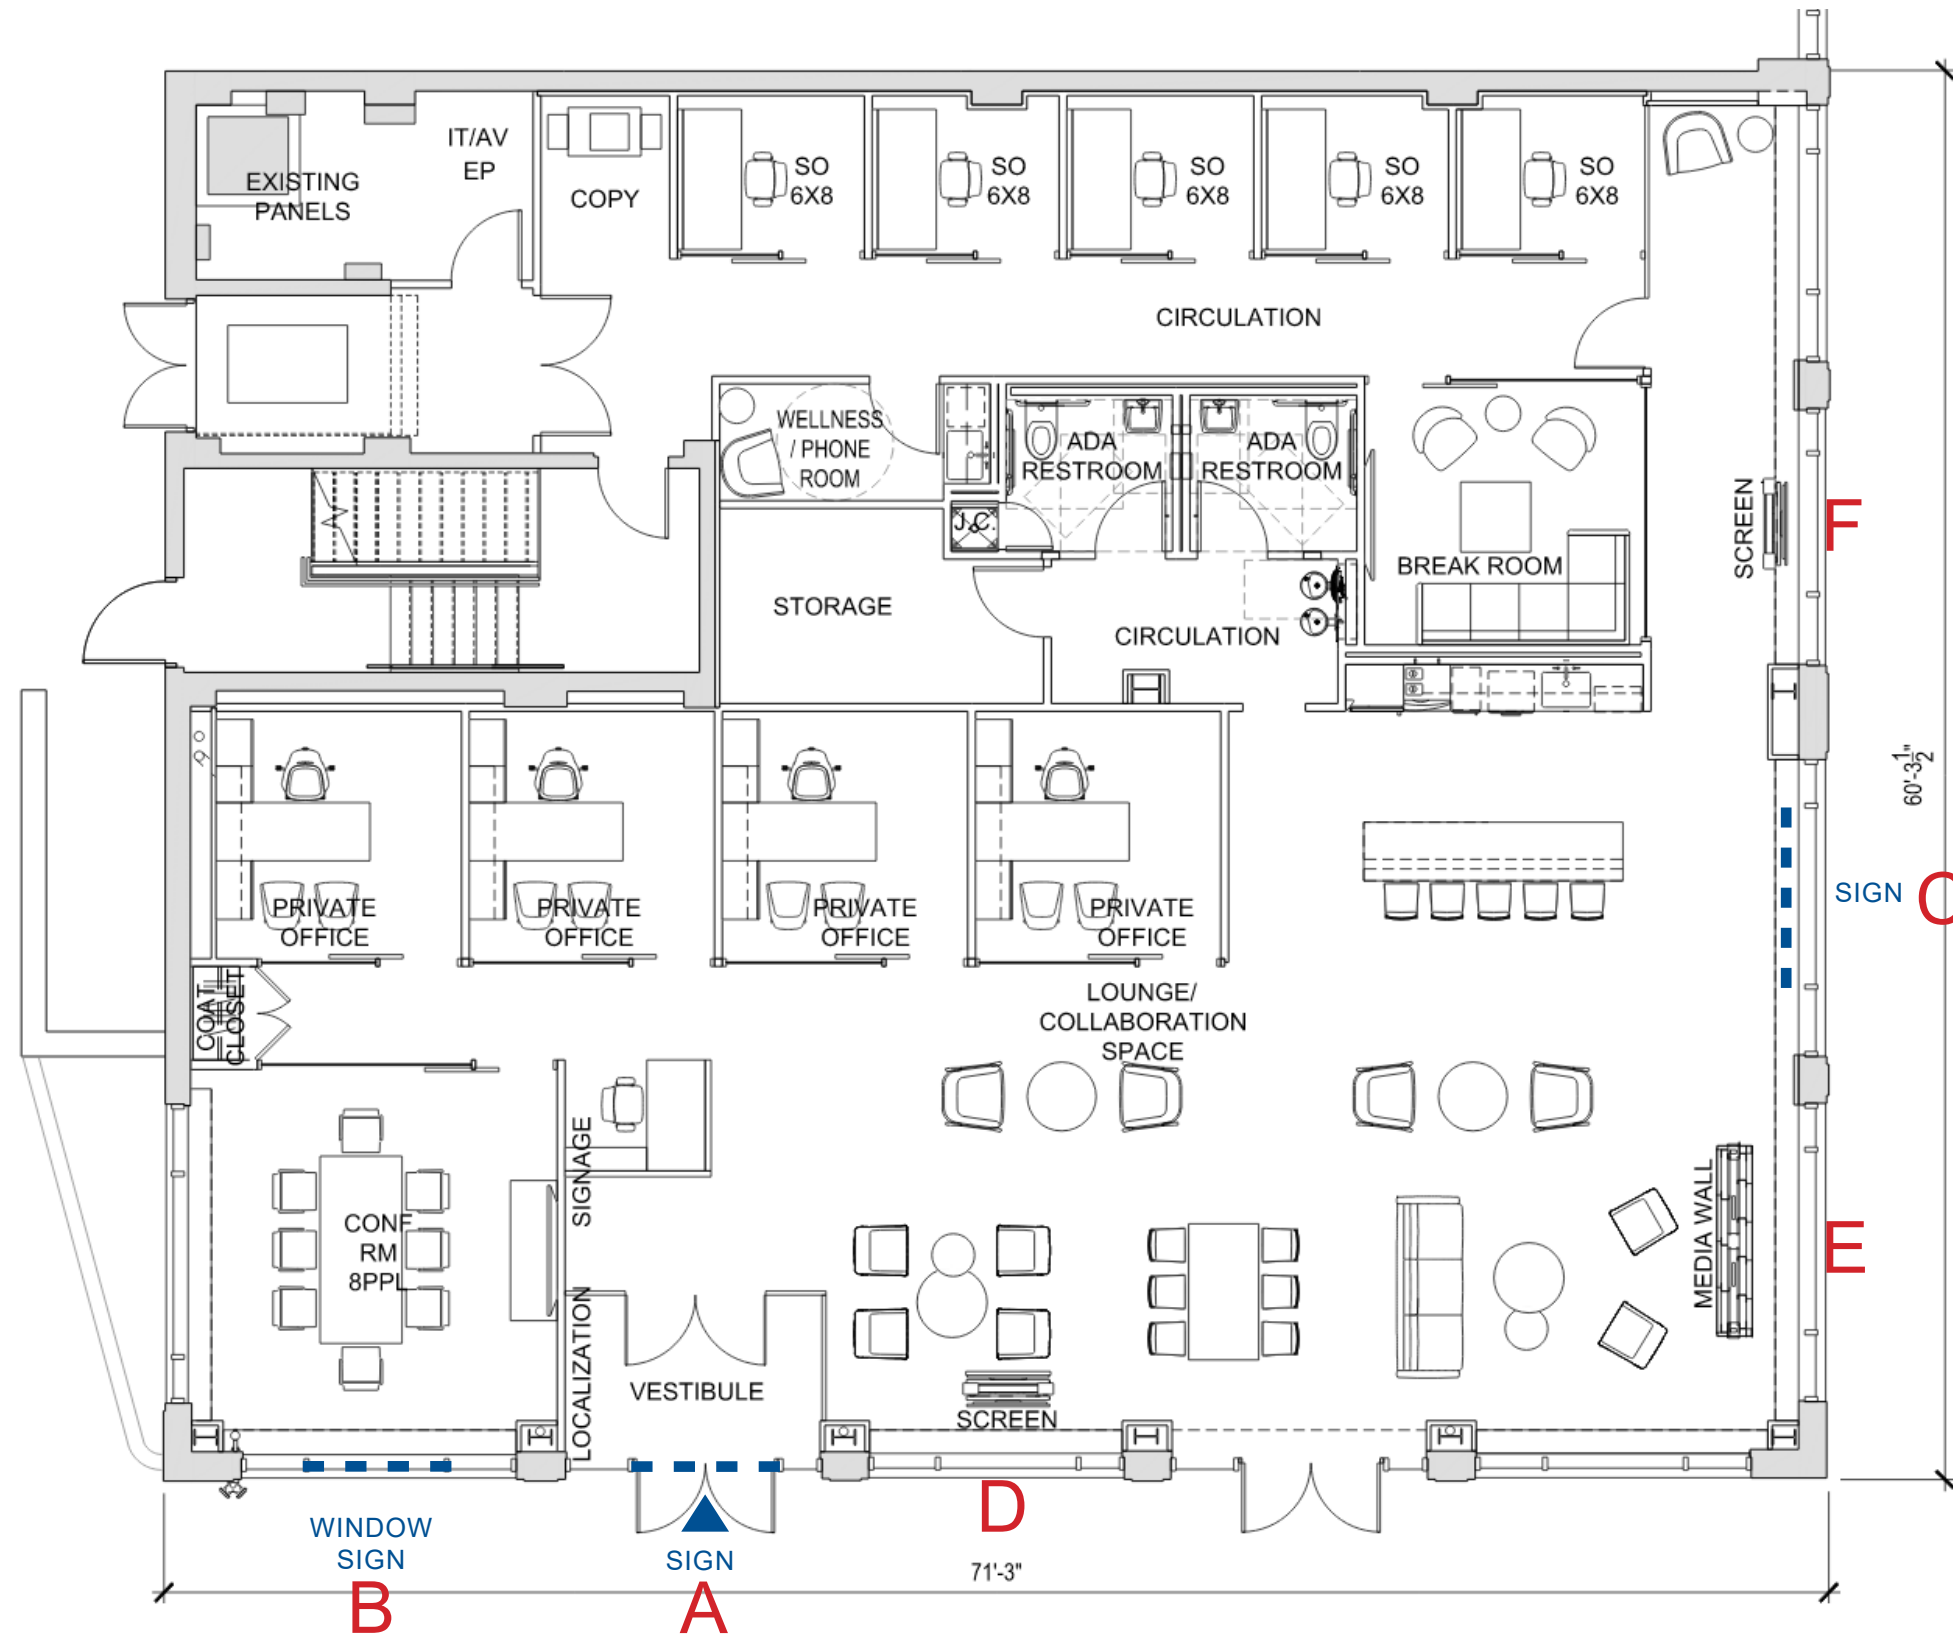 IT/AV
EP
EXISTING
PANELS
COPY
SO
6X8
SO
6X8
SO
6X8
SO
6X8
SO
6X8
CIRCULATION
WELLNESS
/ PHONE
ROOM
ADA
RESTROOM
ADA
RESTROOM
J.C.
BREAK ROOM
SCREEN
F
STORAGE
CIRCULATION
60'-3 1/2"
PRIVATE
OFFICE
PRIVATE
OFFICE
PRIVATE
OFFICE
PRIVATE
OFFICE
SIGN
C
COAT
CLOSET
LOUNGE/
COLLABORATION
SPACE
SIGNAGE
CONF
RM
8PPL
MEDIA WALL
E
LOCALIZATION
VESTIBULE
SCREEN
D
WINDOW
SIGN
B
SIGN
A
71'-3"